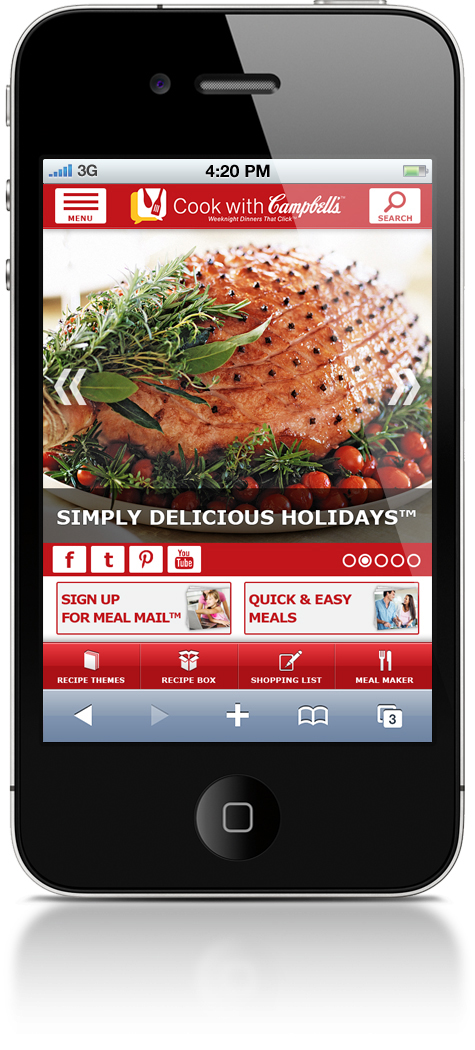 3G
4:20 PM
MENU
Cook with Campbell's™
Weeknight Dinners That Click™
SEARCH
SIMPLY DELICIOUS HOLIDAYS™
f
t
You
Tube
SIGN UP
FOR MEAL MAIL™
QUICK & EASY
MEALS
RECIPE THEMES
RECIPE BOX
SHOPPING LIST
MEAL MAKER
3